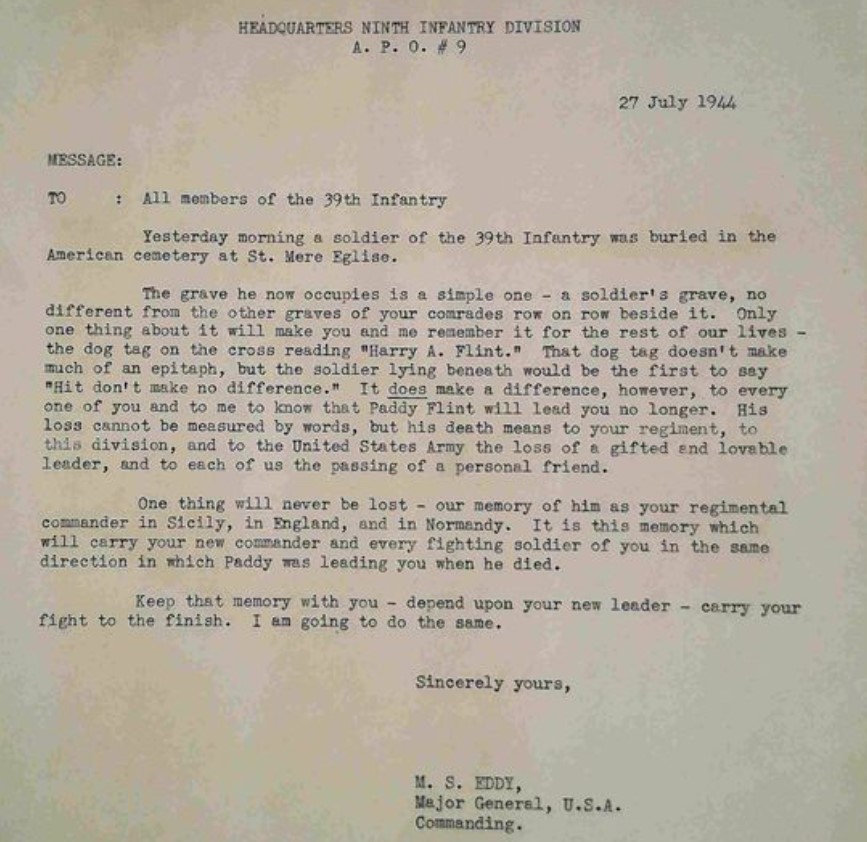 HEADQUARTERS NINTH INFANTRY DIVISION
A. P. O. # 9
27 July 1944
MESSAGE:
TO : All members of the 39th Infantry
Yesterday morning a soldier of the 39th Infantry was buried in the
American cemetery at St. Mere Eglise.
The grave he now occupies is a simple one - a soldier's grave, no
different from the other graves of your comrades row on row beside it. Only
one thing about it will make you and me remember it for the rest of our lives -
the dog tag on the cross reading "Harry A. Flint." That dog tag doesn't make
much of an epitaph, but the soldier lying beneath would be the first to say
"Hit don't make no difference." It does make a difference, however, to every
one of you and to me to know that Paddy Flint will lead you no longer. His
loss cannot be measured by words, but his death means to your regiment, to
this division, and to the United States Army the loss of a gifted and lovable
leader, and to each of us the passing of a personal friend.
One thing will never be lost - our memory of him as your regimental
commander in Sicily, in England, and in Normandy. It is this memory which
will carry your new commander and every fighting soldier of you in the same
direction in which Paddy was leading you when he died.
Keep that memory with you - depend upon your new leader - carry your
fight to the finish. I am going to do the same.
Sincerely yours,
M. S. EDDY,
Major General, U.S.A.
Commanding.